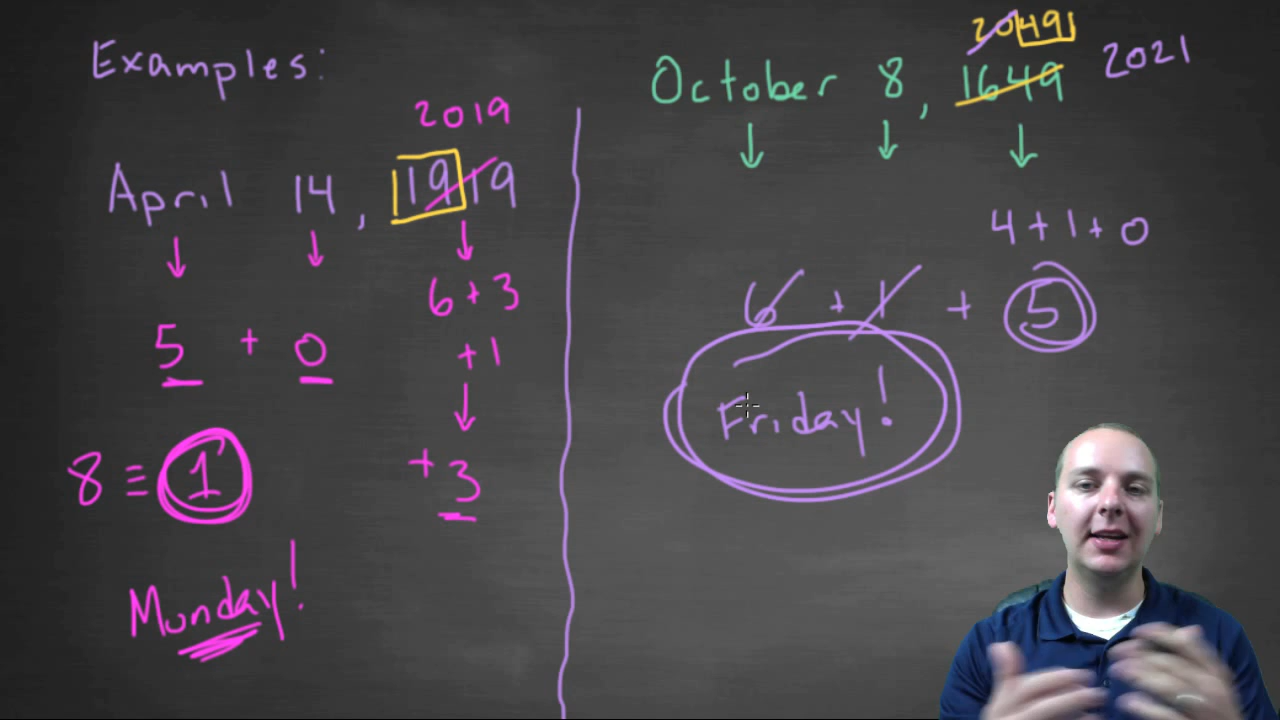 Examples:
2019
April 14, 1919
6 + 3
+ 1
5 + 0
+ 3
8 ≡ 1
Monday!
2049
October 8, 1649 2021
4 + 1 + 0
6 + 1 + 5
Friday!